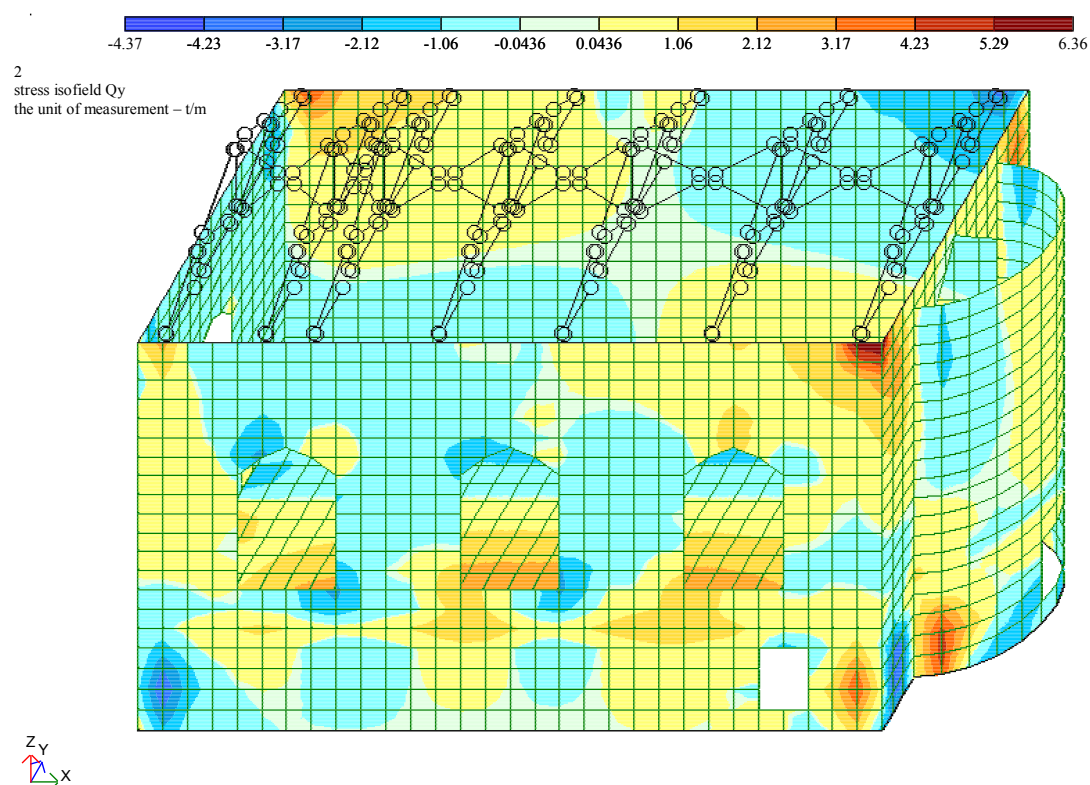 -4.37 -4.23 -3.17 -2.12 -1.06 -0.0436 0.0436 1.06 2.12 3.17 4.23 5.29 6.36
2
stress isofield Qy
the unit of measurement – t/m
Z Y
X